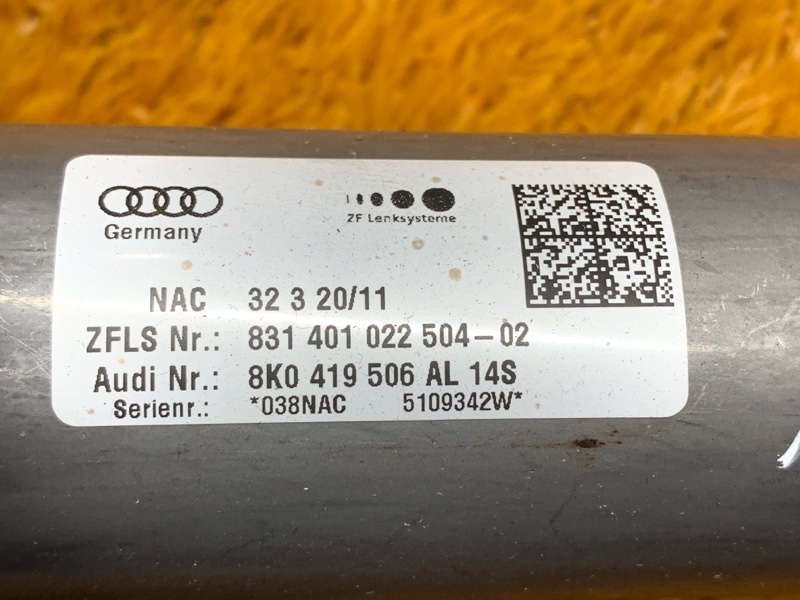 Germany
ZF Lenksysteme
NAC 32 3 20/11
ZFLS Nr.: 831 401 022 504-02
Audi Nr.: 8K0 419 506 AL 14S
Serienr.: *038NAC 5109342W*